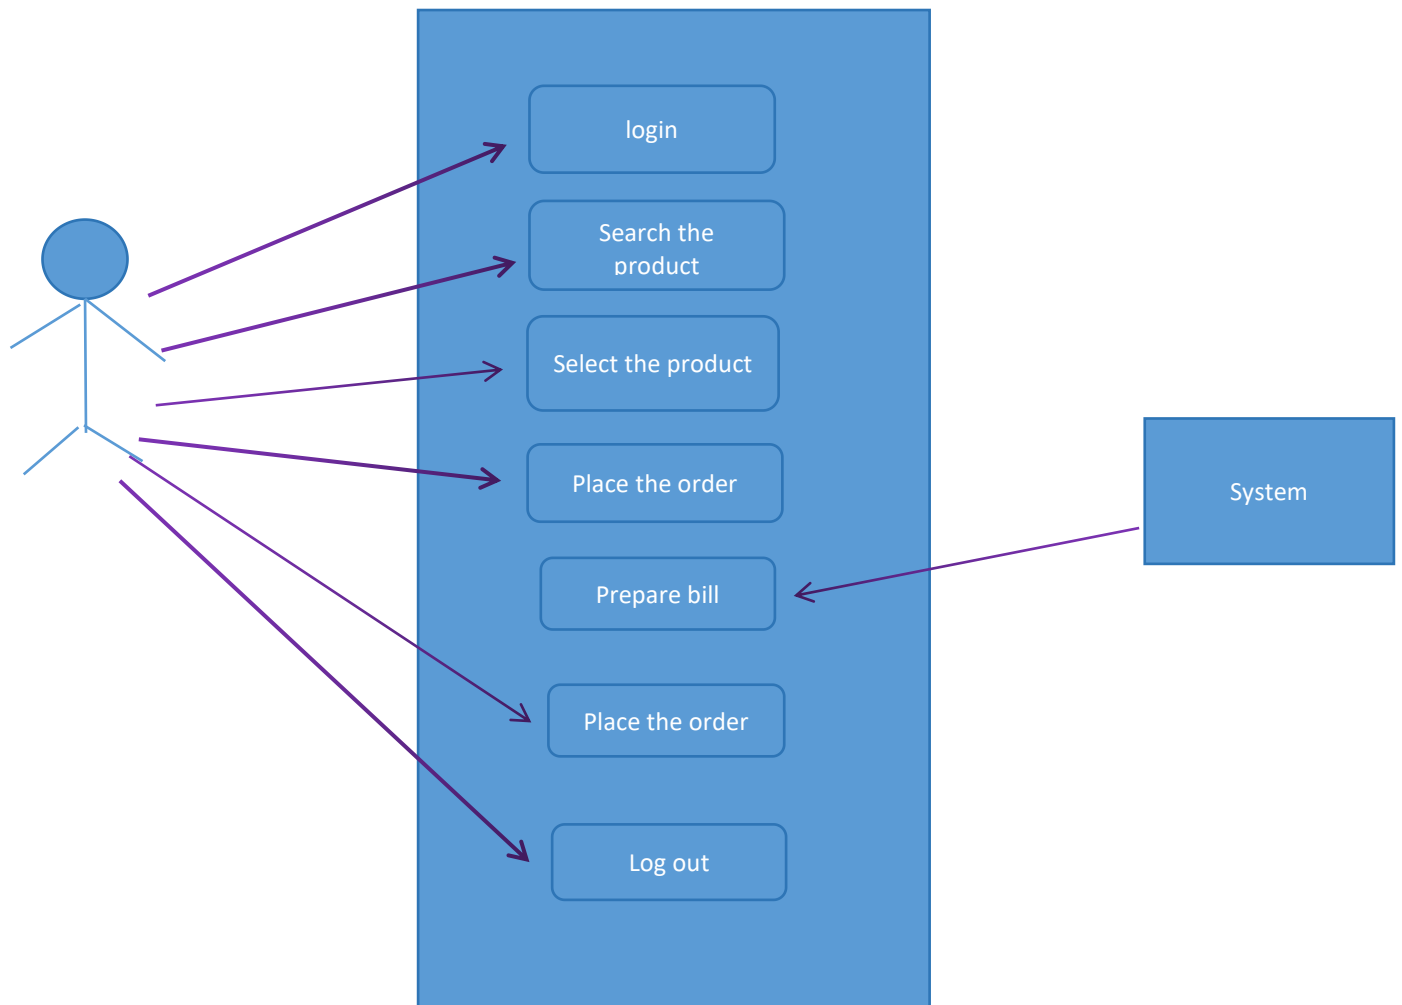 login
Search the
product
Select the product
Place the order
System
Prepare bill
Place the order
Log out